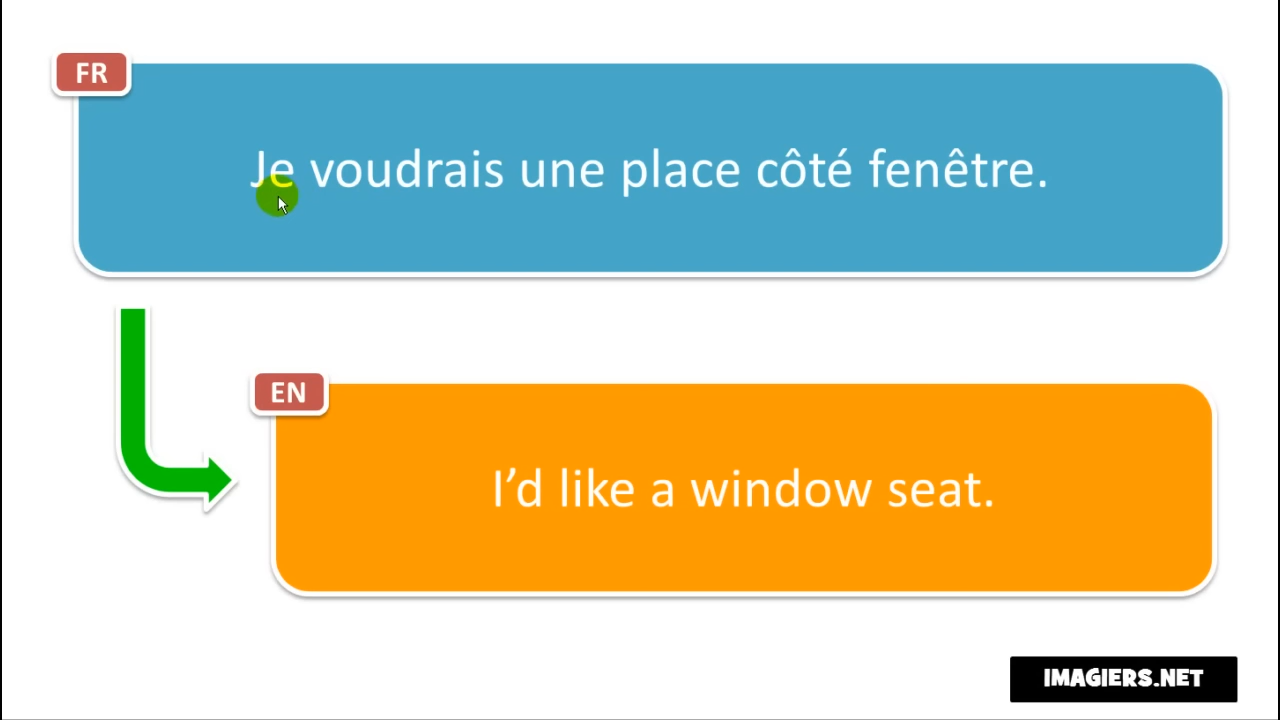 FR
Je voudrais une place côté fenêtre.
EN
I’d like a window seat.
IMAGIERS.NET